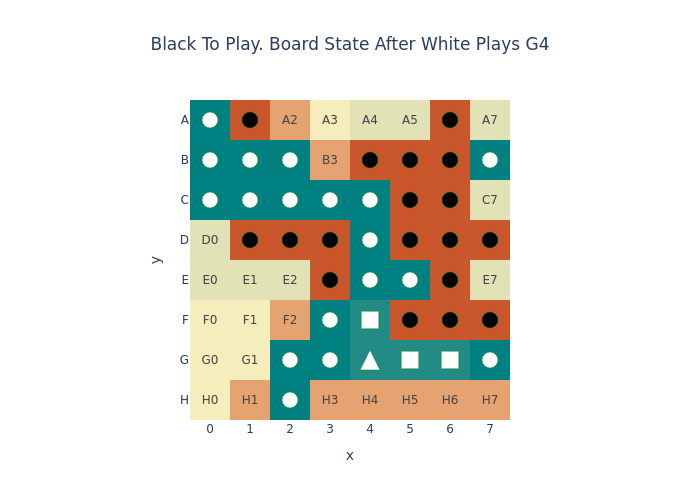 Black To Play. Board State After White Plays G4
A A2 A3 A4 A5 A7
B B3
C C7
D D0
E E0 E1 E2 E7
F F0 F1 F2
G G0 G1
H H0 H1 H3 H4 H5 H6 H7
0 1 2 3 4 5 6 7
x
y